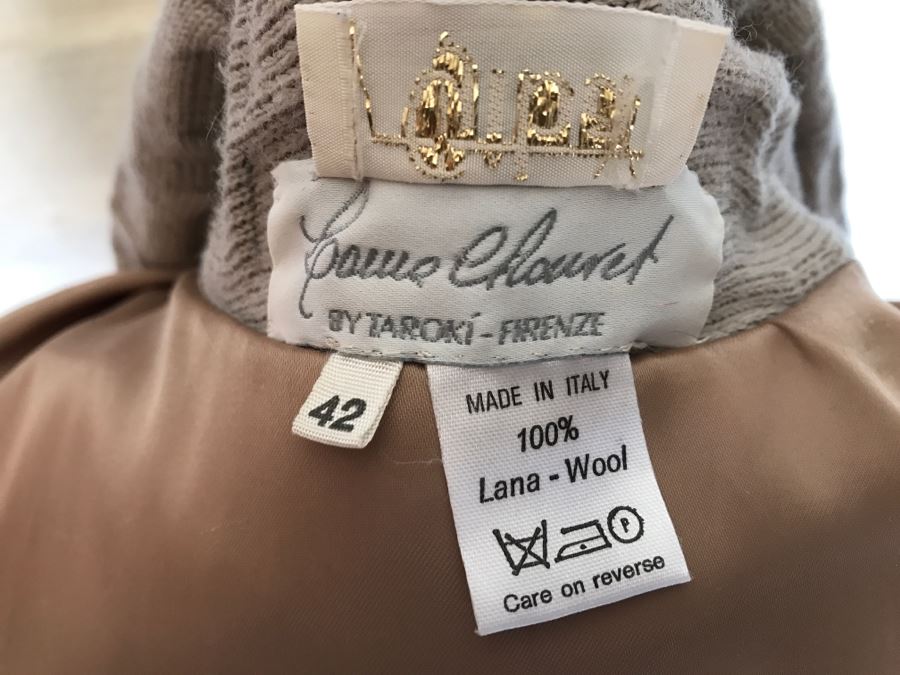 BY TAROKÍ - FIRENZE
42
MADE IN ITALY
100%
Lana - Wool
P
Care on reverse